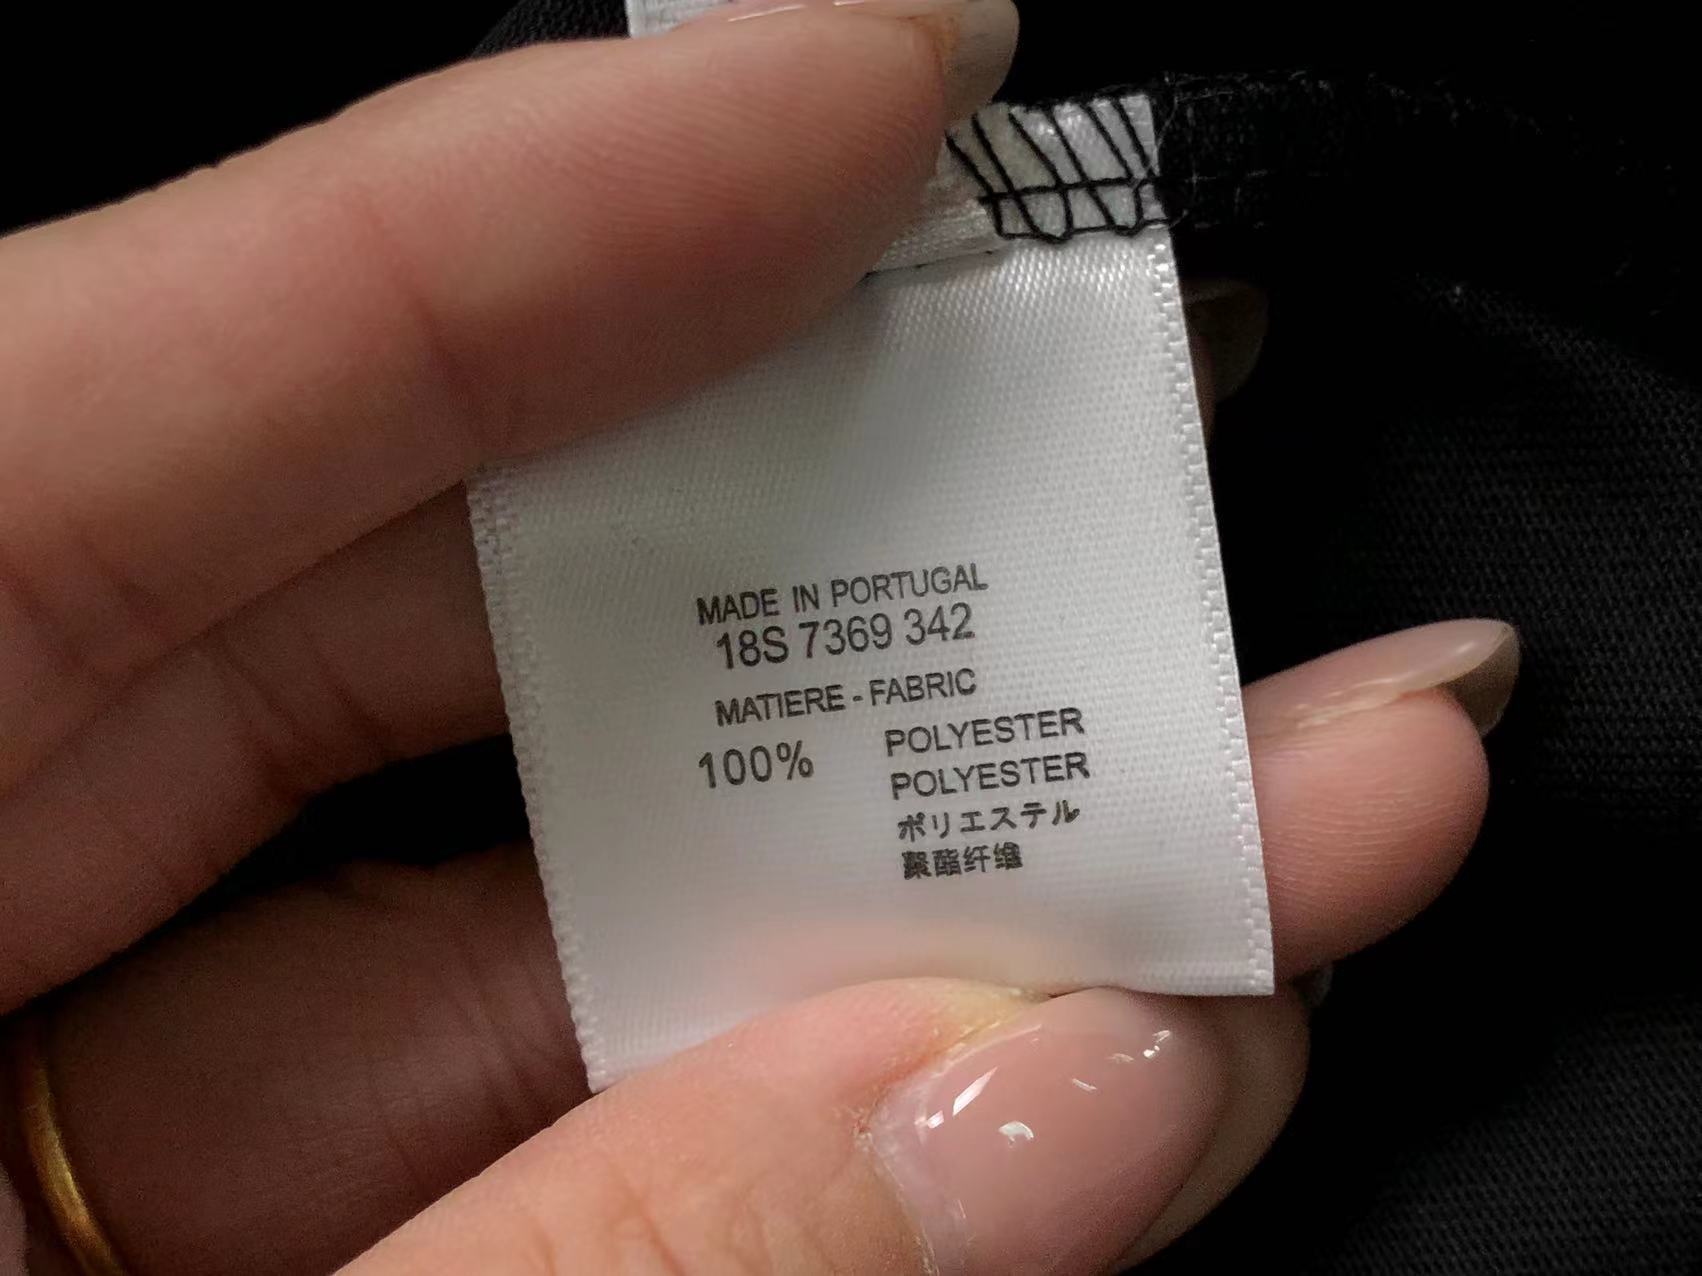 MADE IN PORTUGAL
18S 7369 342
MATIERE - FABRIC
100% POLYESTER
POLYESTER
ポリエステル
聚酯纤维